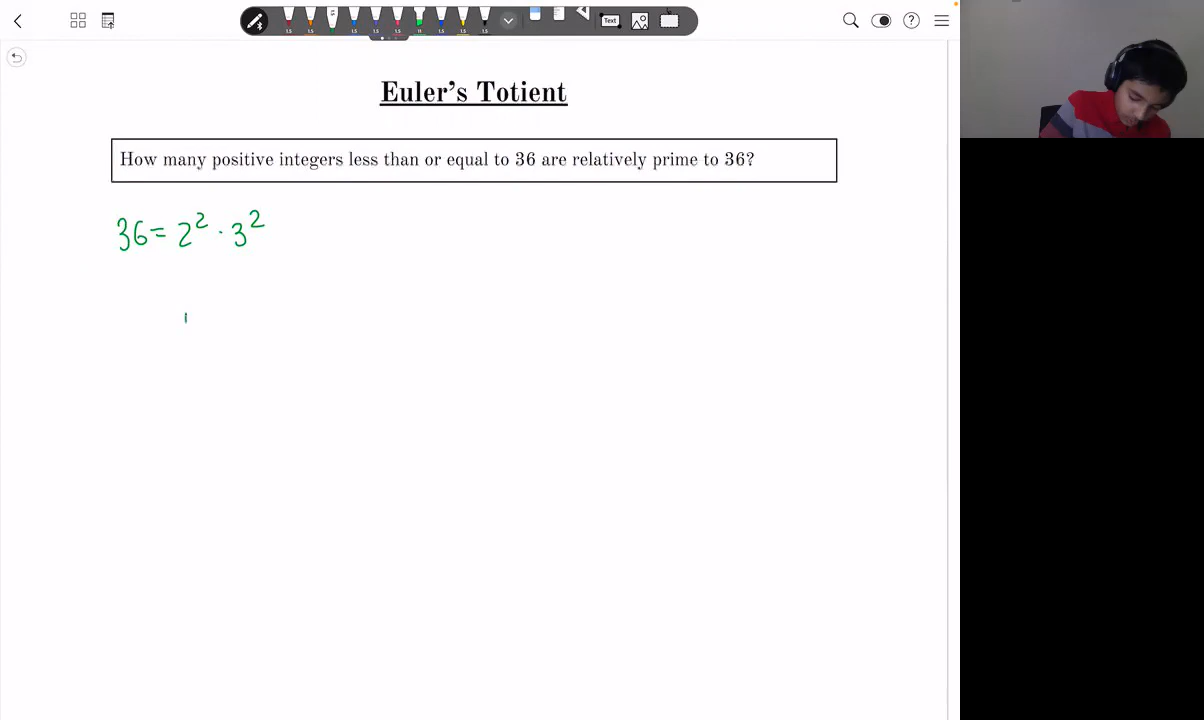 Text
Euler's Totient
How many positive integers less than or equal to 36 are relatively prime to 36?
36 = 2² · 3²